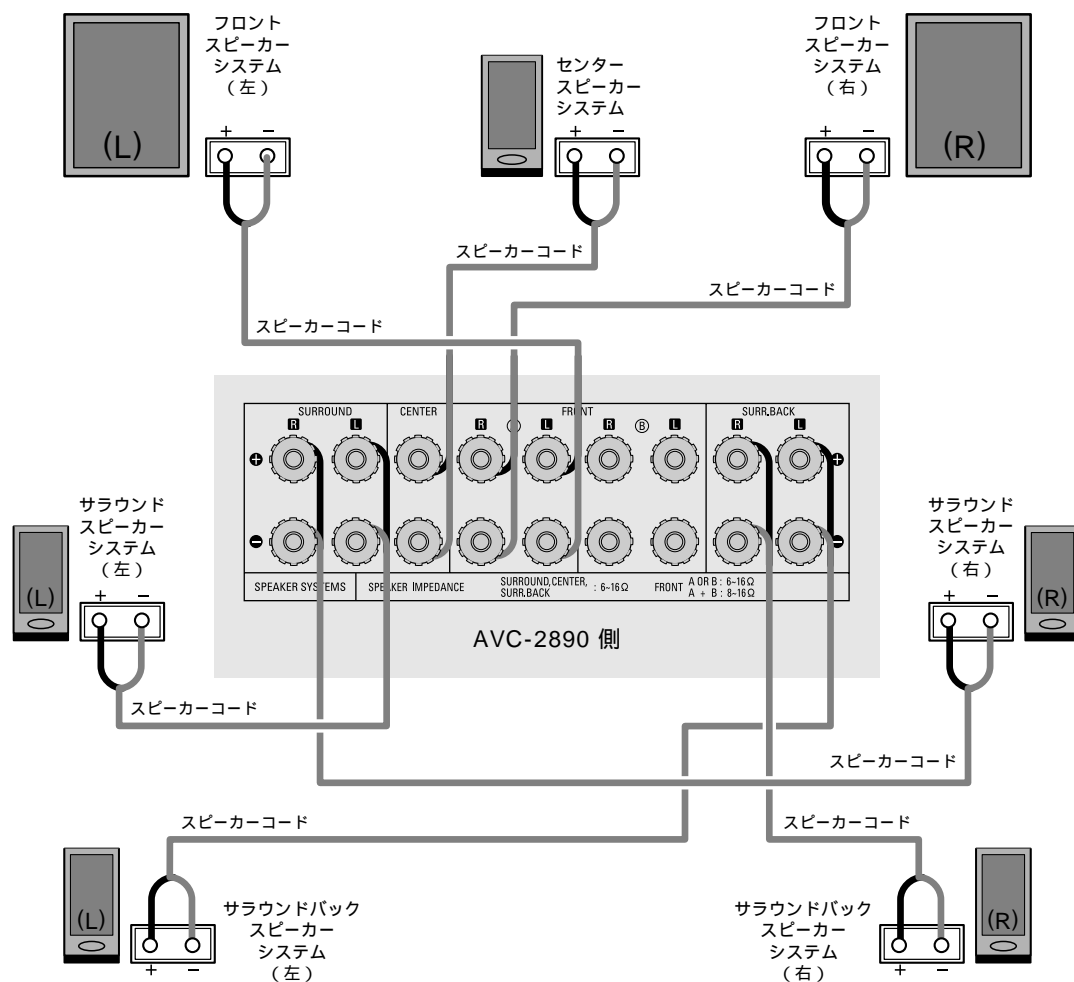 フロント
スピーカー
システム
(左)
(L)
+ −
センター
スピーカー
システム
+ −
フロント
スピーカー
システム
(右)
+ −
(R)
スピーカーコード
スピーカーコード
スピーカーコード
SURROUND CENTER FRONT SURR.BACK
R L R L R B L R L
+ +
− −
SPEAKER SYSTEMS SPEAKER IMPEDANCE SURROUND,CENTER, SURR.BACK : 6~16Ω FRONT A OR B : 6~16Ω
A + B : 8~16Ω
AVC-2890 側
サラウンド
スピーカー
システム
(左)
(L)
+ −
サラウンド
スピーカー
システム
(右)
+ −
(R)
スピーカーコード
スピーカーコード
スピーカーコード
スピーカーコード
(L)
+ −
サラウンドバック
スピーカー
システム
(左)
サラウンドバック
スピーカー
システム
(右)
+ −
(R)